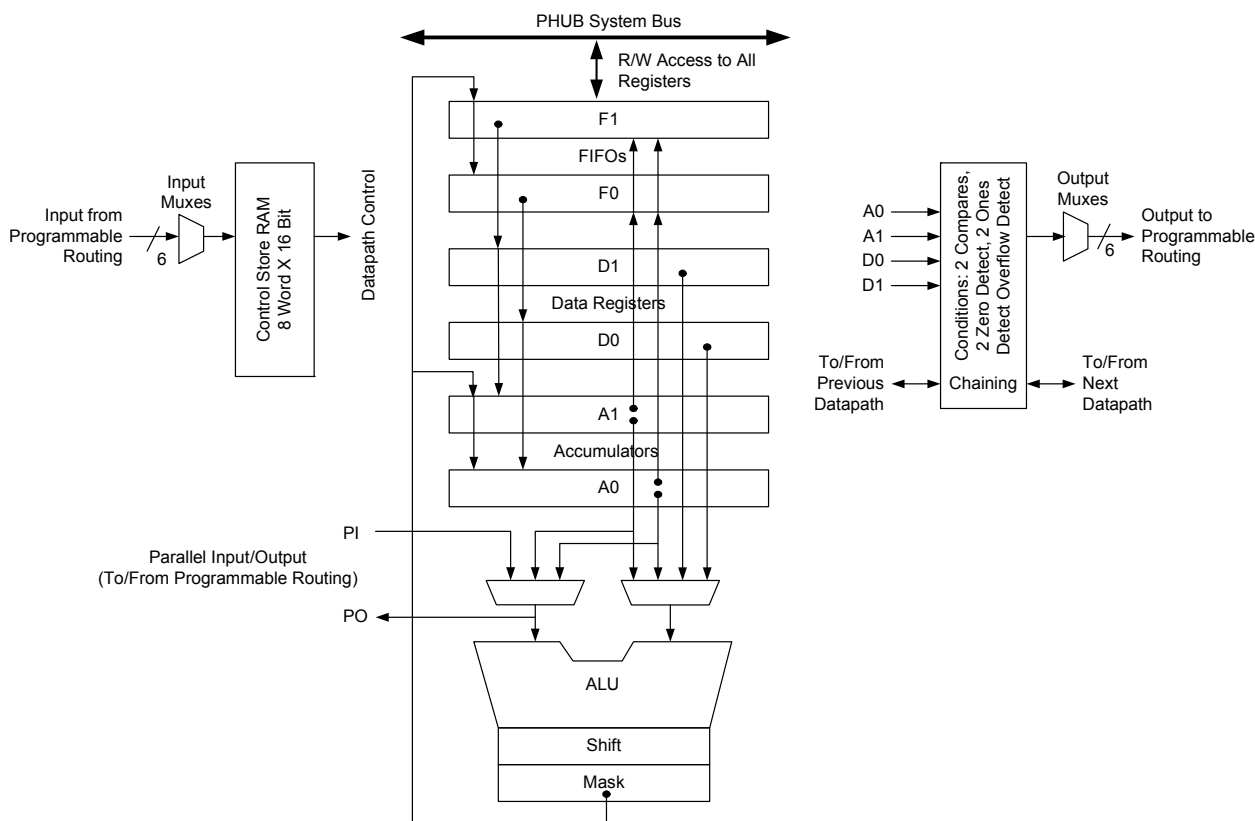 PHUB System Bus
R/W Access to All
Registers
F1
FIFOs
F0
D1
Data Registers
D0
A1
Accumulators
A0
Input from
Programmable
Routing
6
Input
Muxes
Control Store RAM
8 Word X 16 Bit
Datapath Control
A0
A1
D0
D1
Conditions: 2 Compares,
2 Zero Detect, 2 Ones
Detect Overflow Detect
Output
Muxes
6
Output to
Programmable
Routing
To/From
Previous
Datapath
Chaining
To/From
Next
Datapath
PI
Parallel Input/Output
(To/From Programmable Routing)
PO
ALU
Shift
Mask